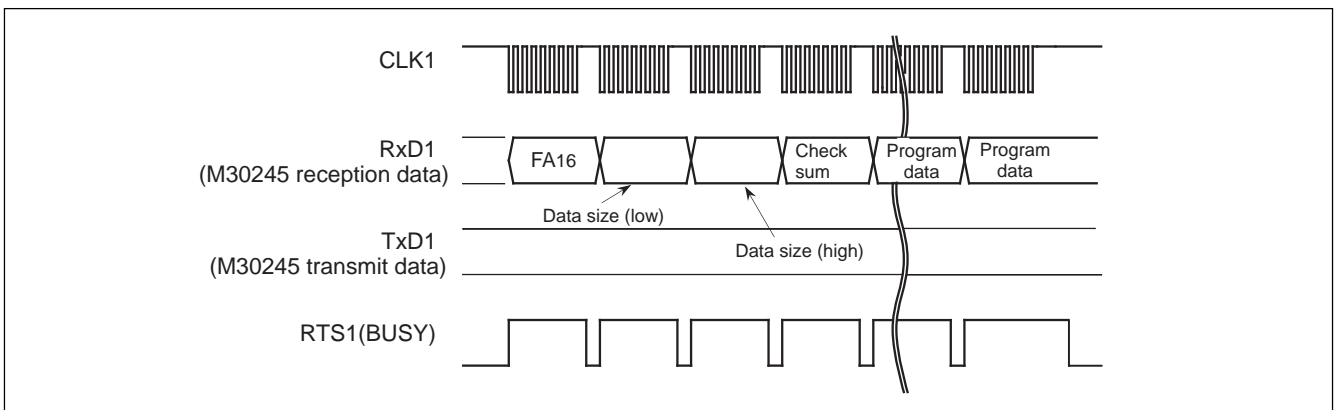 CLK1
RxD1
(M30245 reception data)
FA16
Check
sum
Program
data
Program
data
Data size (low)
Data size (high)
TxD1
(M30245 transmit data)
RTS1(BUSY)